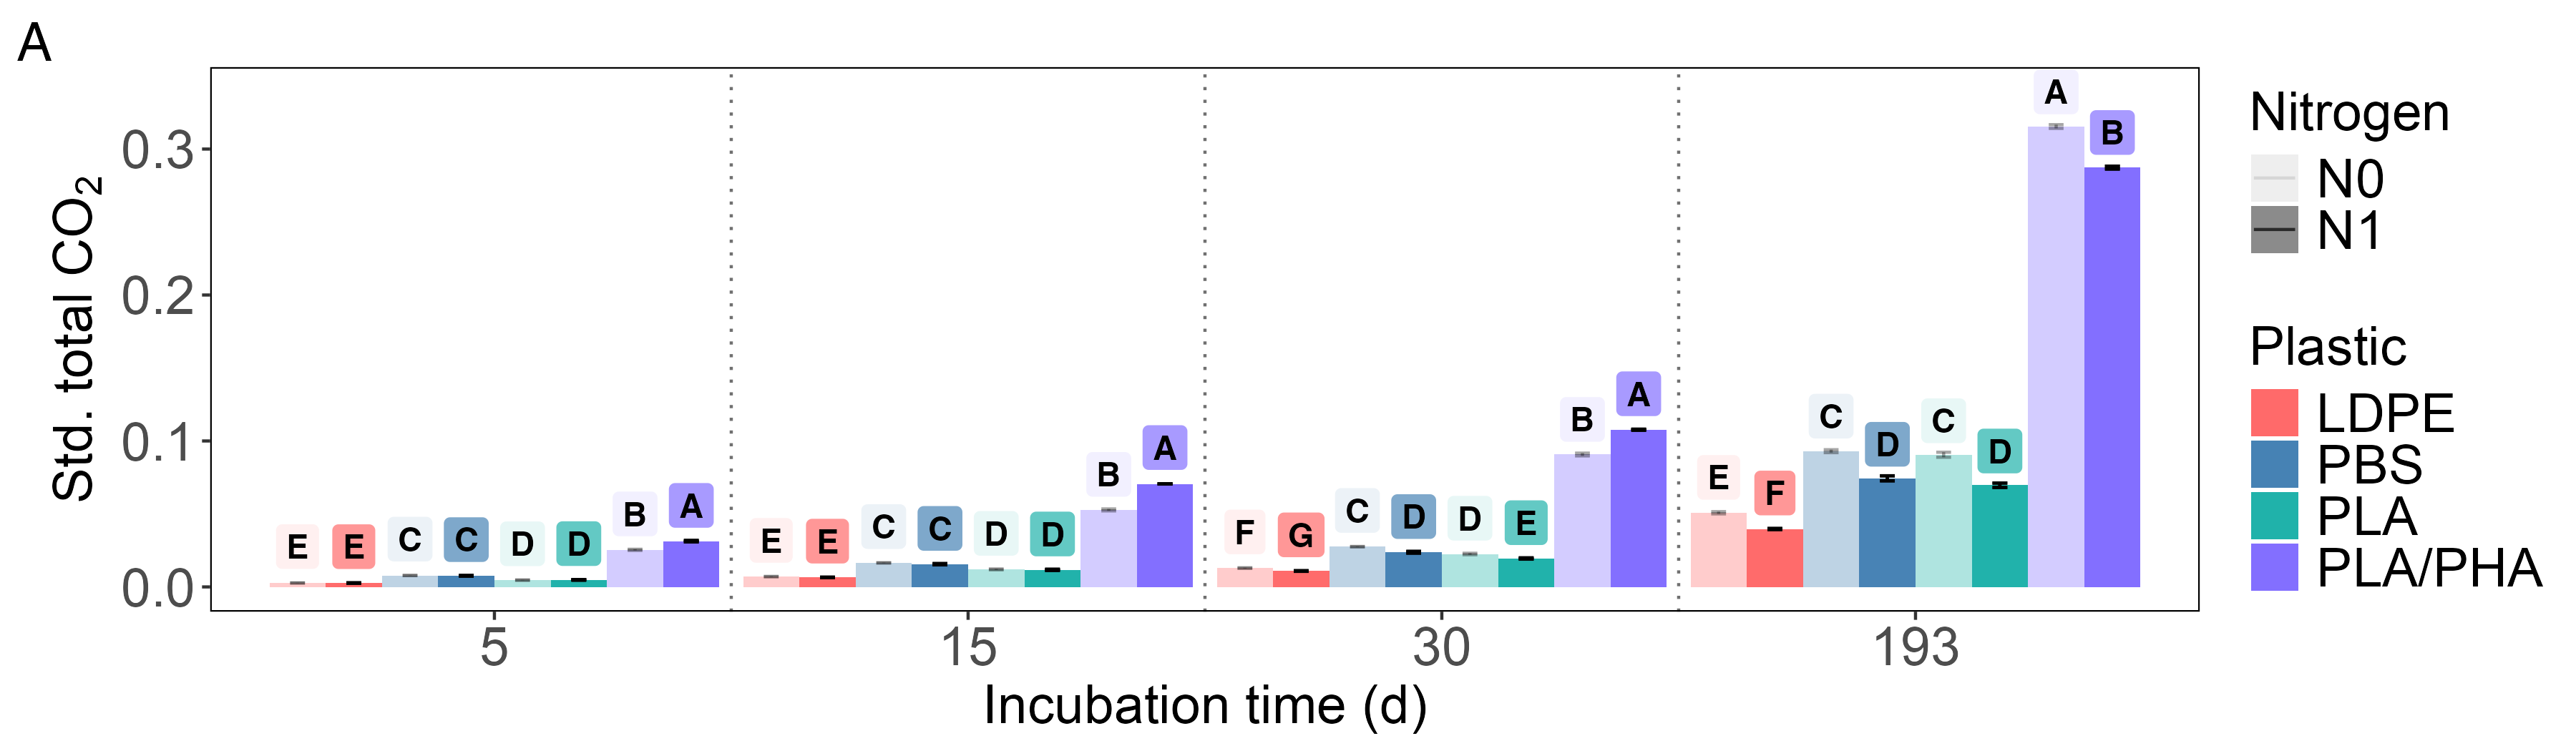 A
Std. total CO₂
0.3
0.2
0.1
0.0
E E C C D D B A
E E C C D D B A
F G C D D E B A
E F C D C D A B
5 15 30 193
Incubation time (d)
Nitrogen
N0
N1
Plastic
LDPE
PBS
PLA
PLA/PHA